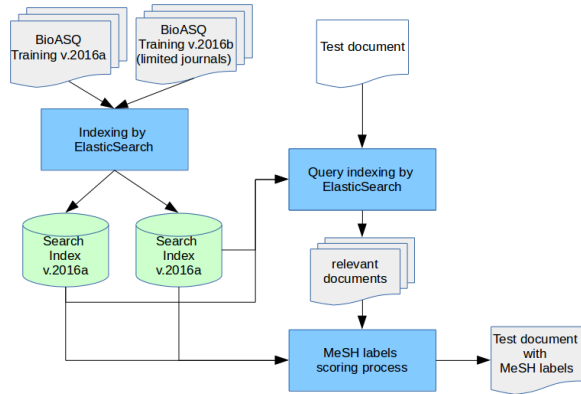 BioASQ
Training v.2016a
BioASQ
Training v.2016b
(limited journals)
Test document
Indexing by
ElasticSearch
Query indexing by
ElasticSearch
Search
Index
v.2016a
Search
Index
v.2016a
relevant
documents
MeSH labels
scoring process
Test document
with
MeSH labels